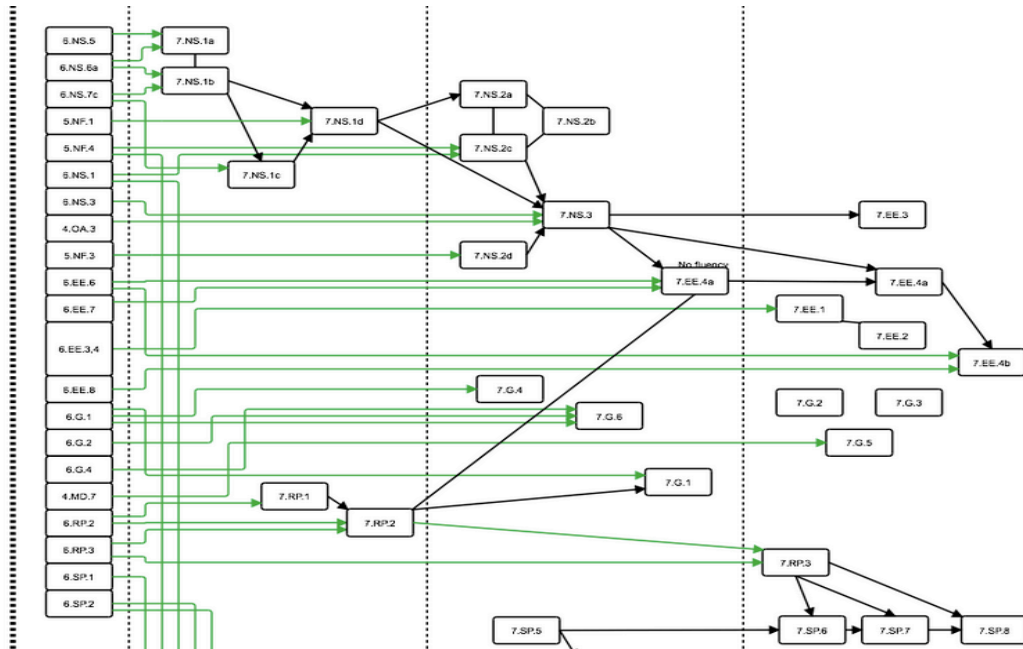 6.NS.5
6.NS.6a
6.NS.7c
5.NF.1
5.NF.4
6.NS.1
6.NS.3
4.OA.3
5.NF.3
6.EE.6
6.EE.7
6.EE.3,4
6.EE.8
6.G.1
6.G.2
6.G.4
4.MD.7
6.RP.2
6.RP.3
6.SP.1
6.SP.2
7.NS.1a
7.NS.1b
7.NS.1c
7.NS.1d
7.RP.1
7.RP.2
7.NS.2a
7.NS.2b
7.NS.2c
7.NS.3
7.NS.2d
No fluency
7.EE.4a
7.G.4
7.G.6
7.G.1
7.SP.5
7.EE.3
7.EE.4a
7.EE.1
7.EE.2
7.EE.4b
7.G.2
7.G.3
7.G.5
7.RP.3
7.SP.6
7.SP.7
7.SP.8